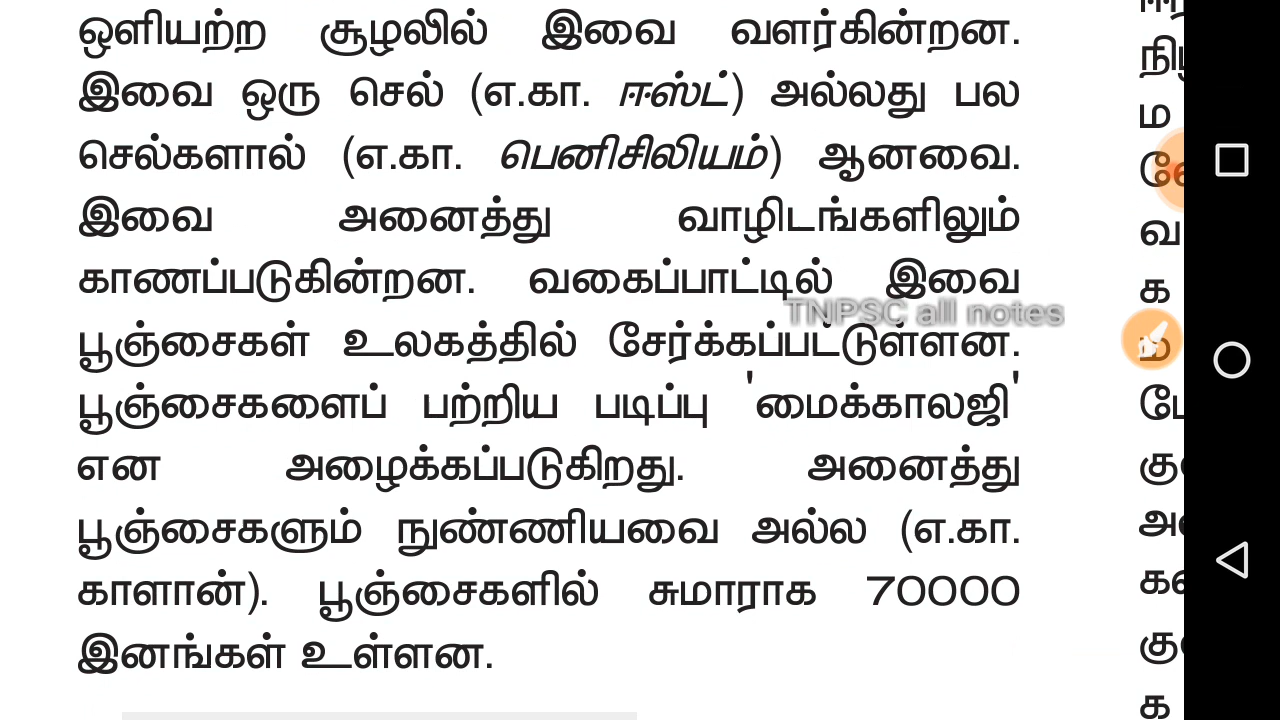 ஒளியற்ற சூழலில் இவை வளர்கின்றன.
இவை ஒரு செல் (எ.கா. ஈஸ்ட்) அல்லது பல
செல்களால் (எ.கா. பெனிசிலியம்) ஆனவை.
இவை அனைத்து வாழிடங்களிலும்
காணப்படுகின்றன. வகைப்பாட்டில் இவை
TNPSC all notes
பூஞ்சைகள் உலகத்தில் சேர்க்கப்பட்டுள்ளன.
பூஞ்சைகளைப் பற்றிய படிப்பு 'மைக்காலஜி'
என அழைக்கப்படுகிறது. அனைத்து
பூஞ்சைகளும் நுண்ணியவை அல்ல (எ.கா.
காளான்). பூஞ்சைகளில் சுமாராக 70000
இனங்கள் உள்ளன.